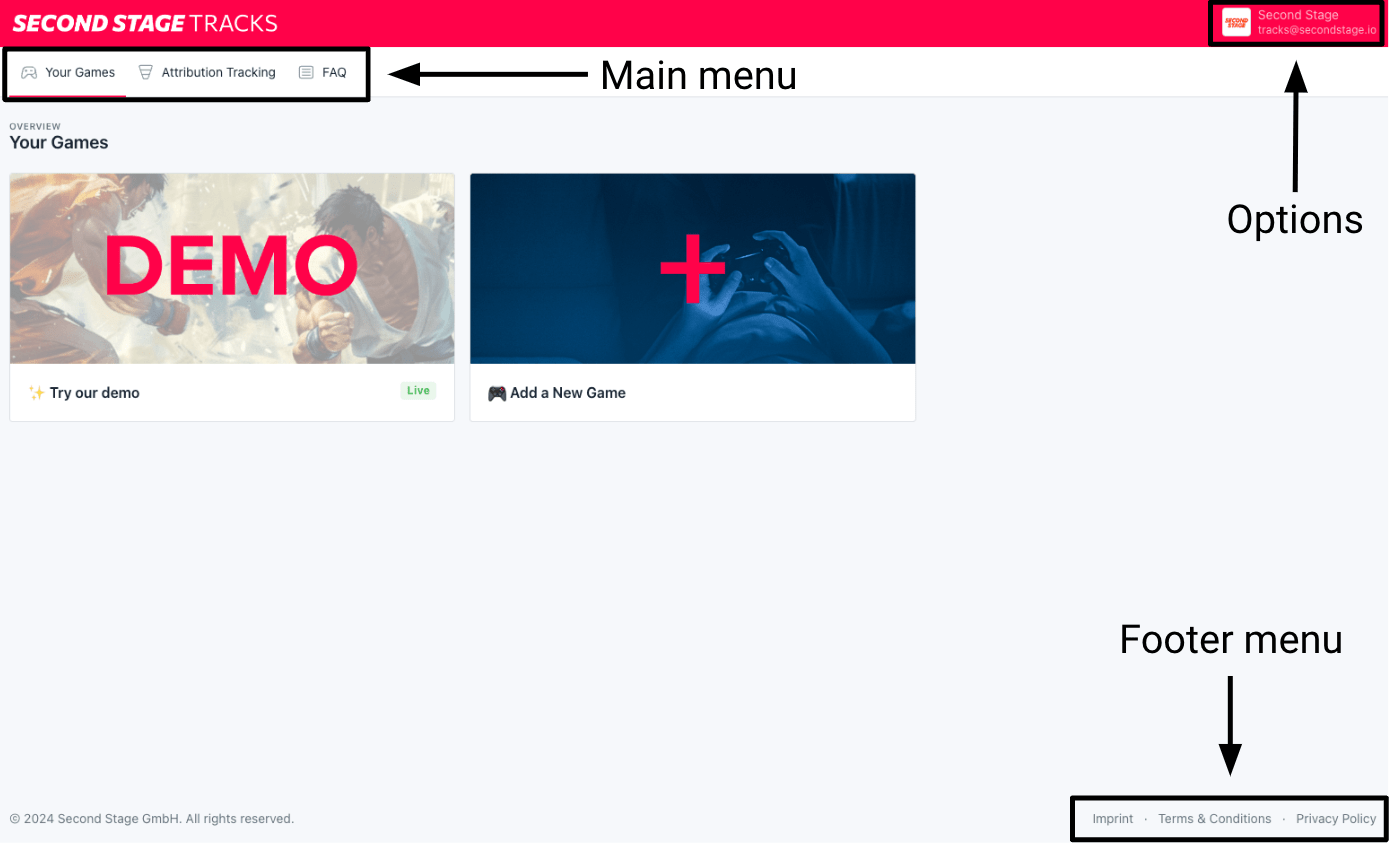 SECOND STAGE TRACKS
SECOND STAGE
Second Stage
tracks@secondstage.io
Your Games
Attribution Tracking
FAQ
Main menu
OVERVIEW
Your Games
Options
DEMO
+
✨ Try our demo
Live
🎮 Add a New Game
Footer menu
© 2024 Second Stage GmbH. All rights reserved.
Imprint · Terms & Conditions · Privacy Policy